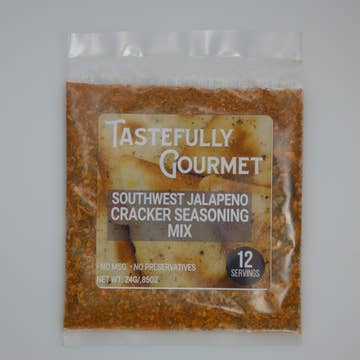 TASTEFULLY
GOURMET
SOUTHWEST JALAPENO
CRACKER SEASONING
MIX
• NO MSG • NO PRESERVATIVES
NET WT. 24G/.85OZ
12
SERVINGS